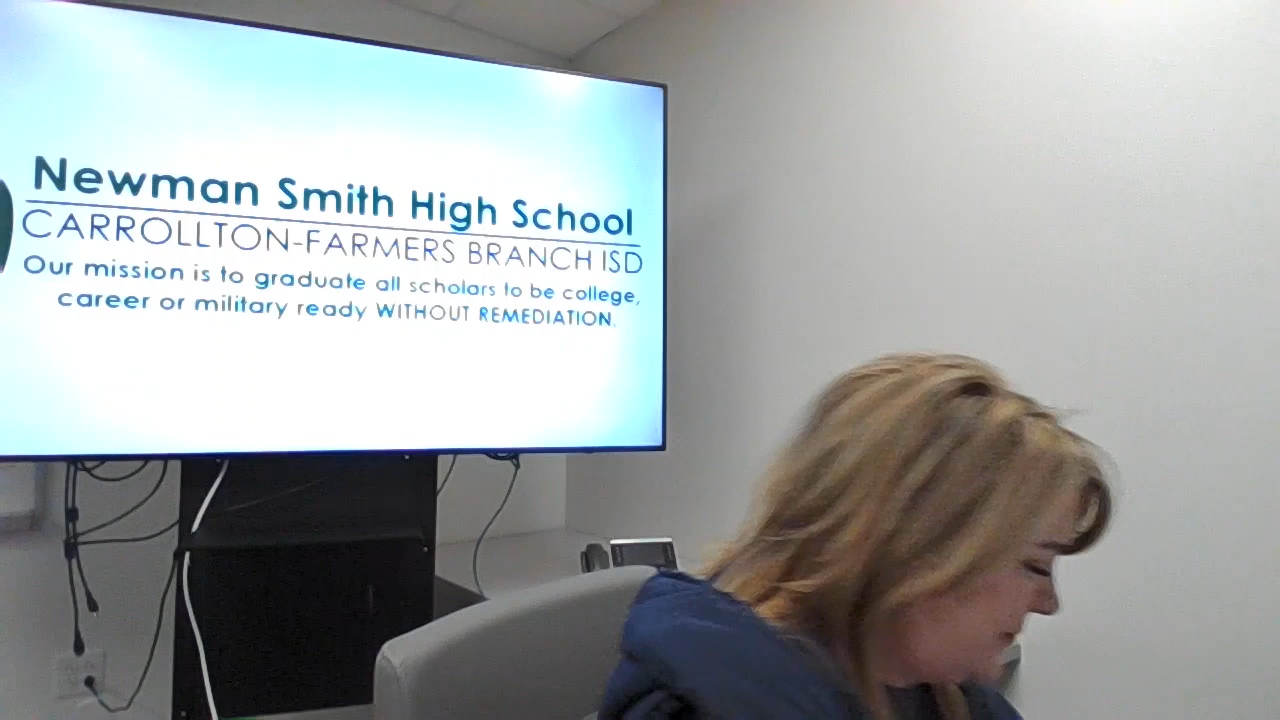 Newman Smith High School
CARROLLTON-FARMERS BRANCH ISD
Our mission is to graduate all scholars to be college,
career or military ready WITHOUT REMEDIATION.